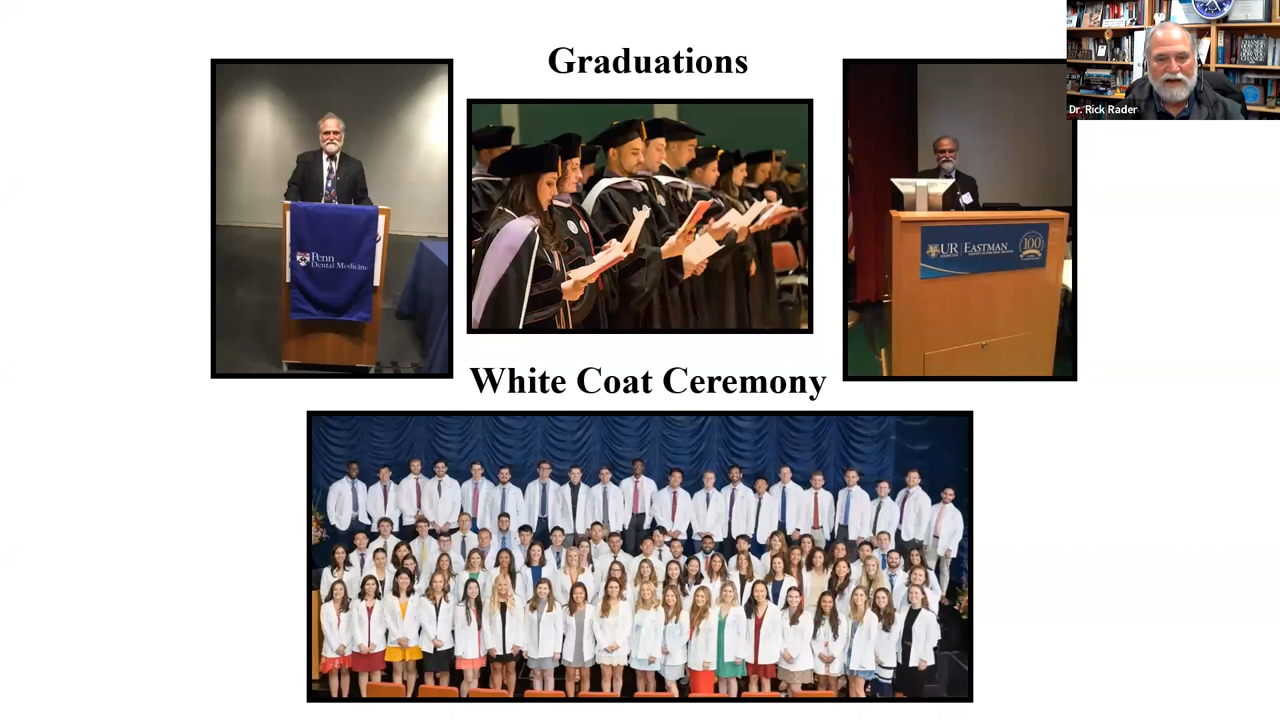 Graduations
Dr. Rick Rader
Penn
Dental Medicine
UR
EASTMAN
100
White Coat Ceremony